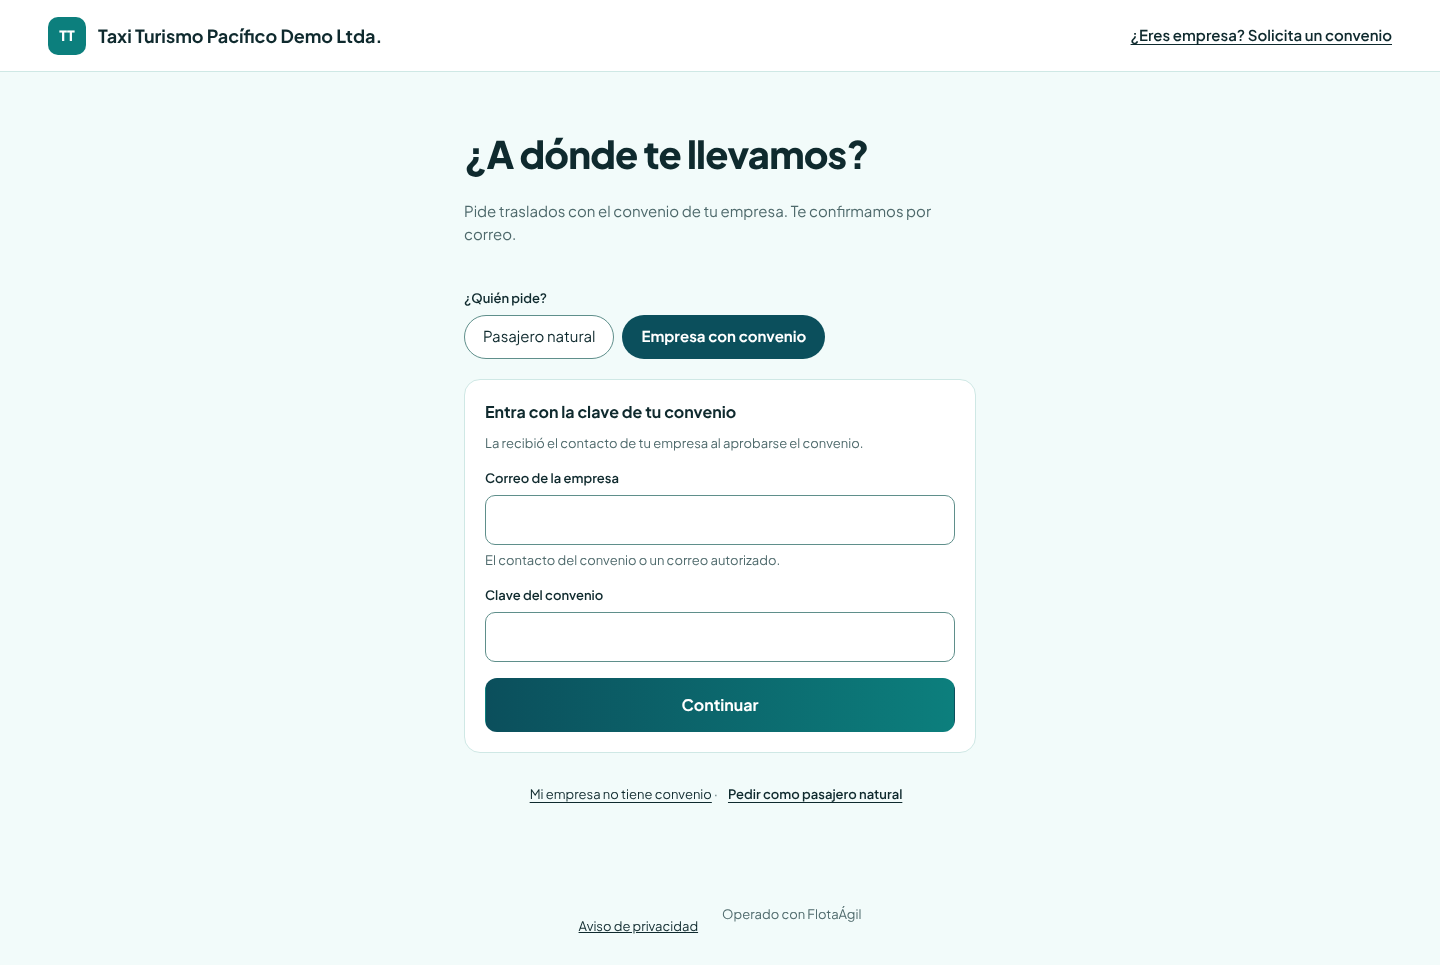 TT
Taxi Turismo Pacífico Demo Ltda.
¿Eres empresa? Solicita un convenio
¿A dónde te llevamos?
Pide traslados con el convenio de tu empresa. Te confirmamos por
correo.
¿Quién pide?
Pasajero natural
Empresa con convenio
Entra con la clave de tu convenio
La recibió el contacto de tu empresa al aprobarse el convenio.
Correo de la empresa
El contacto del convenio o un correo autorizado.
Clave del convenio
Continuar
Mi empresa no tiene convenio · Pedir como pasajero natural
Aviso de privacidad
Operado con FlotaÁgil